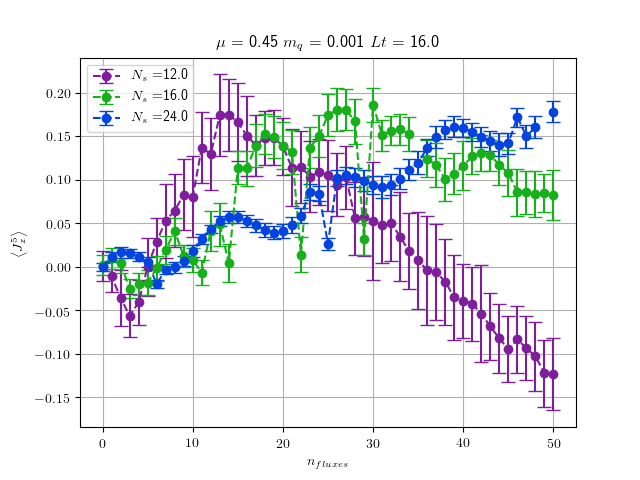 μ = 0.45 m_q = 0.001 Lt = 16.0
N_s =12.0
N_s =16.0
N_s =24.0
⟨J_z^5⟩
0.20
0.15
0.10
0.05
0.00
−0.05
−0.10
−0.15
0 10 20 30 40 50
n_{fluxes}